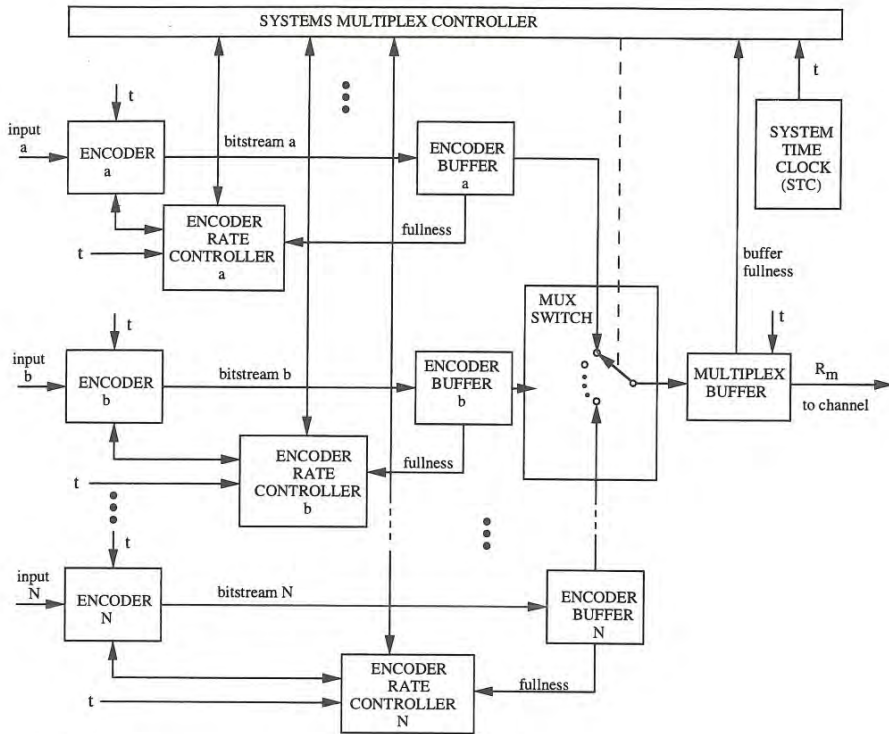 SYSTEMS MULTIPLEX CONTROLLER
t
t
input
a
ENCODER
a
bitstream a
ENCODER
BUFFER
a
SYSTEM
TIME
CLOCK
(STC)
ENCODER
RATE
CONTROLLER
a
fullness
t
buffer
fullness
MUX
SWITCH
t
t
input
b
ENCODER
b
bitstream b
ENCODER
BUFFER
b
MULTIPLEX
BUFFER
Rm
to channel
ENCODER
RATE
CONTROLLER
b
fullness
t
t
input
N
ENCODER
N
bitstream N
ENCODER
BUFFER
N
ENCODER
RATE
CONTROLLER
N
fullness
t